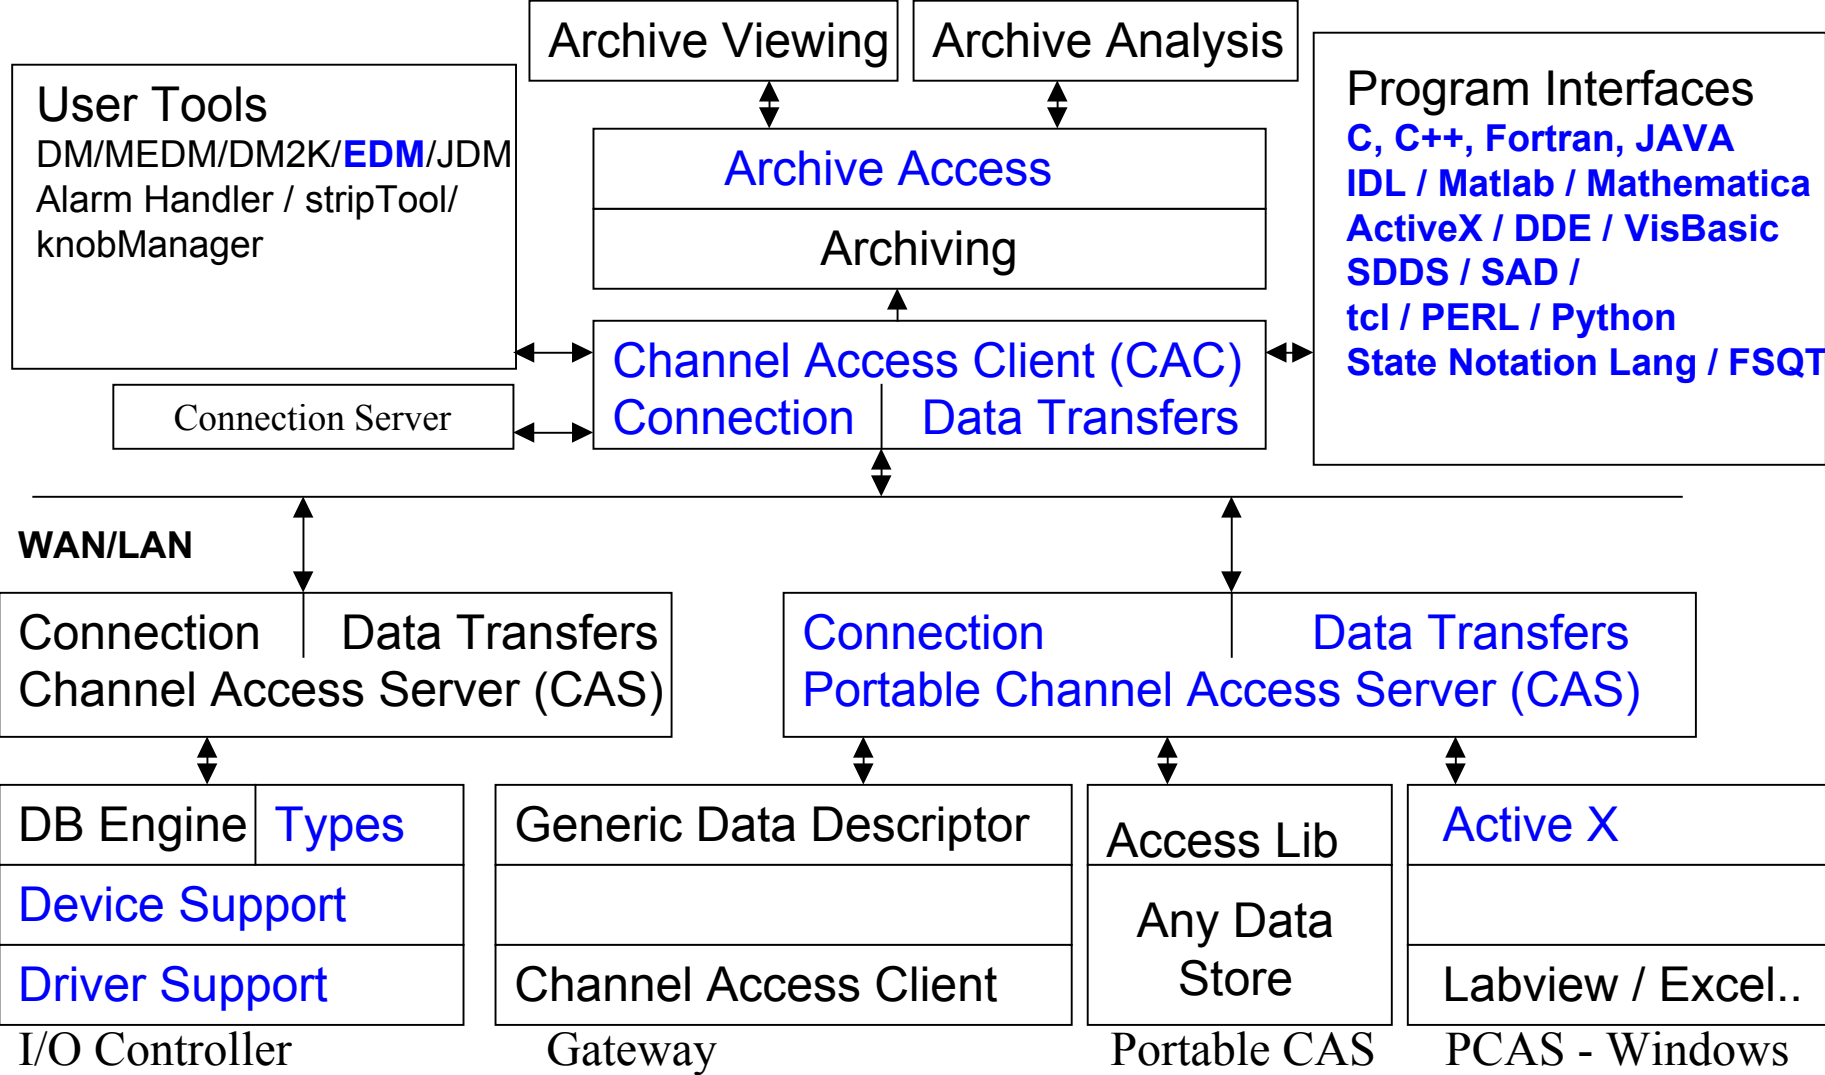 Archive Viewing
Archive Analysis
User Tools
DM/MEDM/DM2K/EDM/JDM
Alarm Handler / stripTool/
knobManager
Archive Access
Archiving
Program Interfaces
C, C++, Fortran, JAVA
IDL / Matlab / Mathematica
ActiveX / DDE / VisBasic
SDDS / SAD /
tcl / PERL / Python
State Notation Lang / FSQT
Channel Access Client (CAC)
Connection
Data Transfers
Connection Server
WAN/LAN
Connection
Data Transfers
Channel Access Server (CAS)
Connection
Data Transfers
Portable Channel Access Server (CAS)
DB Engine
Types
Device Support
Driver Support
I/O Controller
Generic Data Descriptor
Channel Access Client
Gateway
Access Lib
Any Data
Store
Portable CAS
Active X
Labview / Excel..
PCAS - Windows